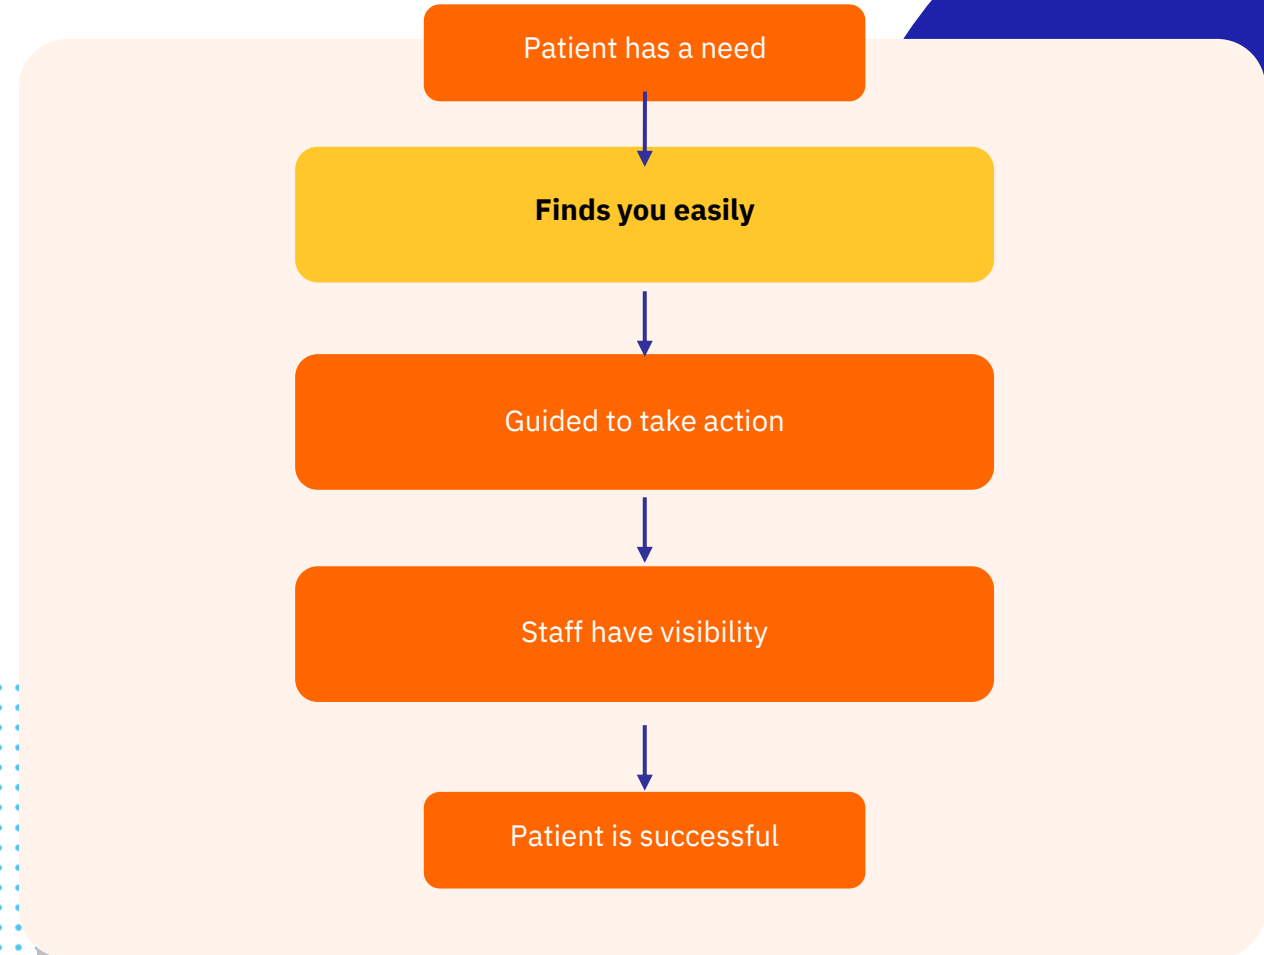 Patient has a need
Finds you easily
Guided to take action
Staff have visibility
Patient is successful